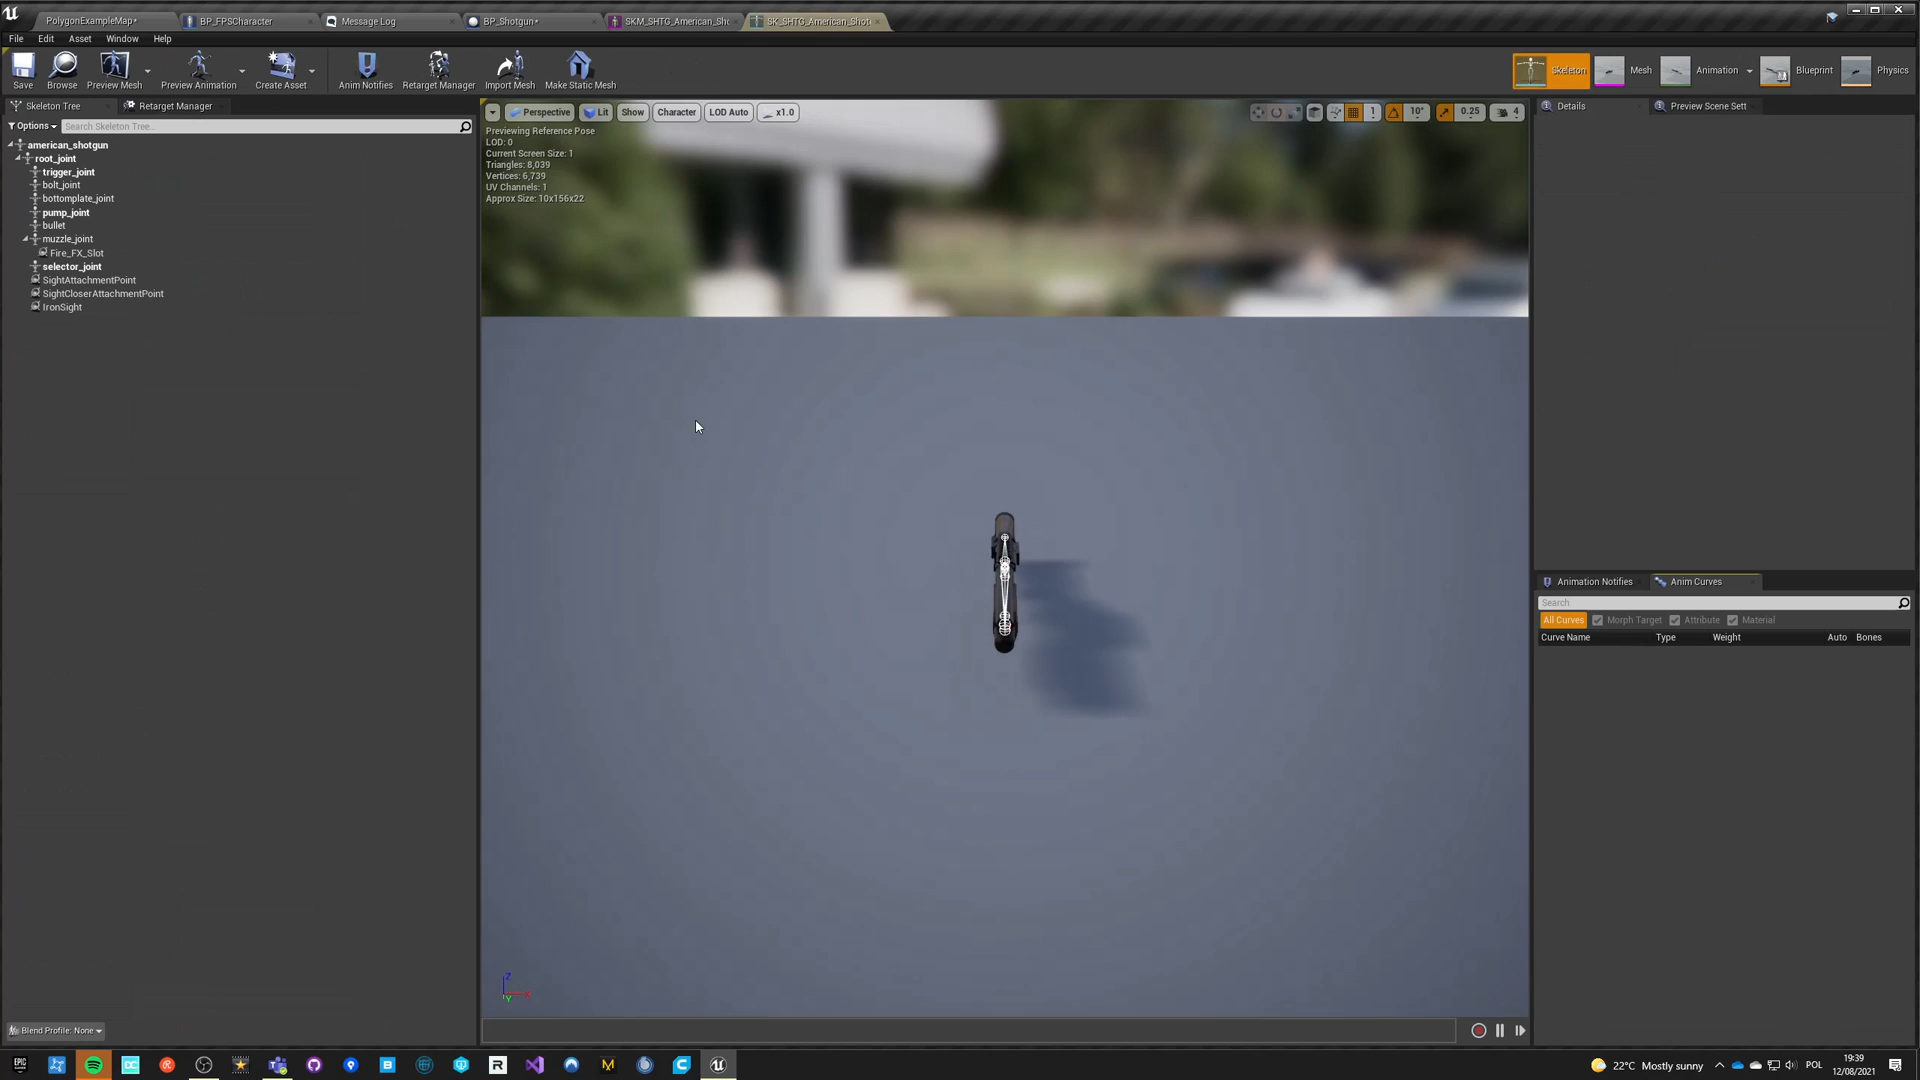 PolygonExampleMap*
BP_FPSCharacter
Message Log
BP_Shotgun*
SKM_SHTG_American_Sho
SK_SHTG_American_Shot
File Edit Asset Window Help
Save
Browse
Preview Mesh
Preview Animation
Create Asset
Anim Notifies
Retarget Manager
Import Mesh
Make Static Mesh
Skeleton
Mesh
Animation
Blueprint
Physics
Skeleton Tree
Retarget Manager
Options
Search Skeleton Tree...
american_shotgun
root_joint
trigger_joint
bolt_joint
bottomplate_joint
pump_joint
bullet
muzzle_joint
Fire_FX_Slot
selector_joint
SightAttachmentPoint
SightCloserAttachmentPoint
IronSight
Blend Profile: None
Perspective Lit Show Character LOD Auto x1.0
1 10° 0.25 4
Previewing Reference Pose
LOD: 0
Current Screen Size: 1
Triangles: 8,039
Vertices: 6,739
UV Channels: 1
Approx Size: 10x156x22
Z
X
Y
Details
Preview Scene Sett
Animation Notifies
Anim Curves
Search
All Curves Morph Target Attribute Material
Curve Name Type Weight Auto Bones
22°C Mostly sunny
POL
19:39
12/08/2021